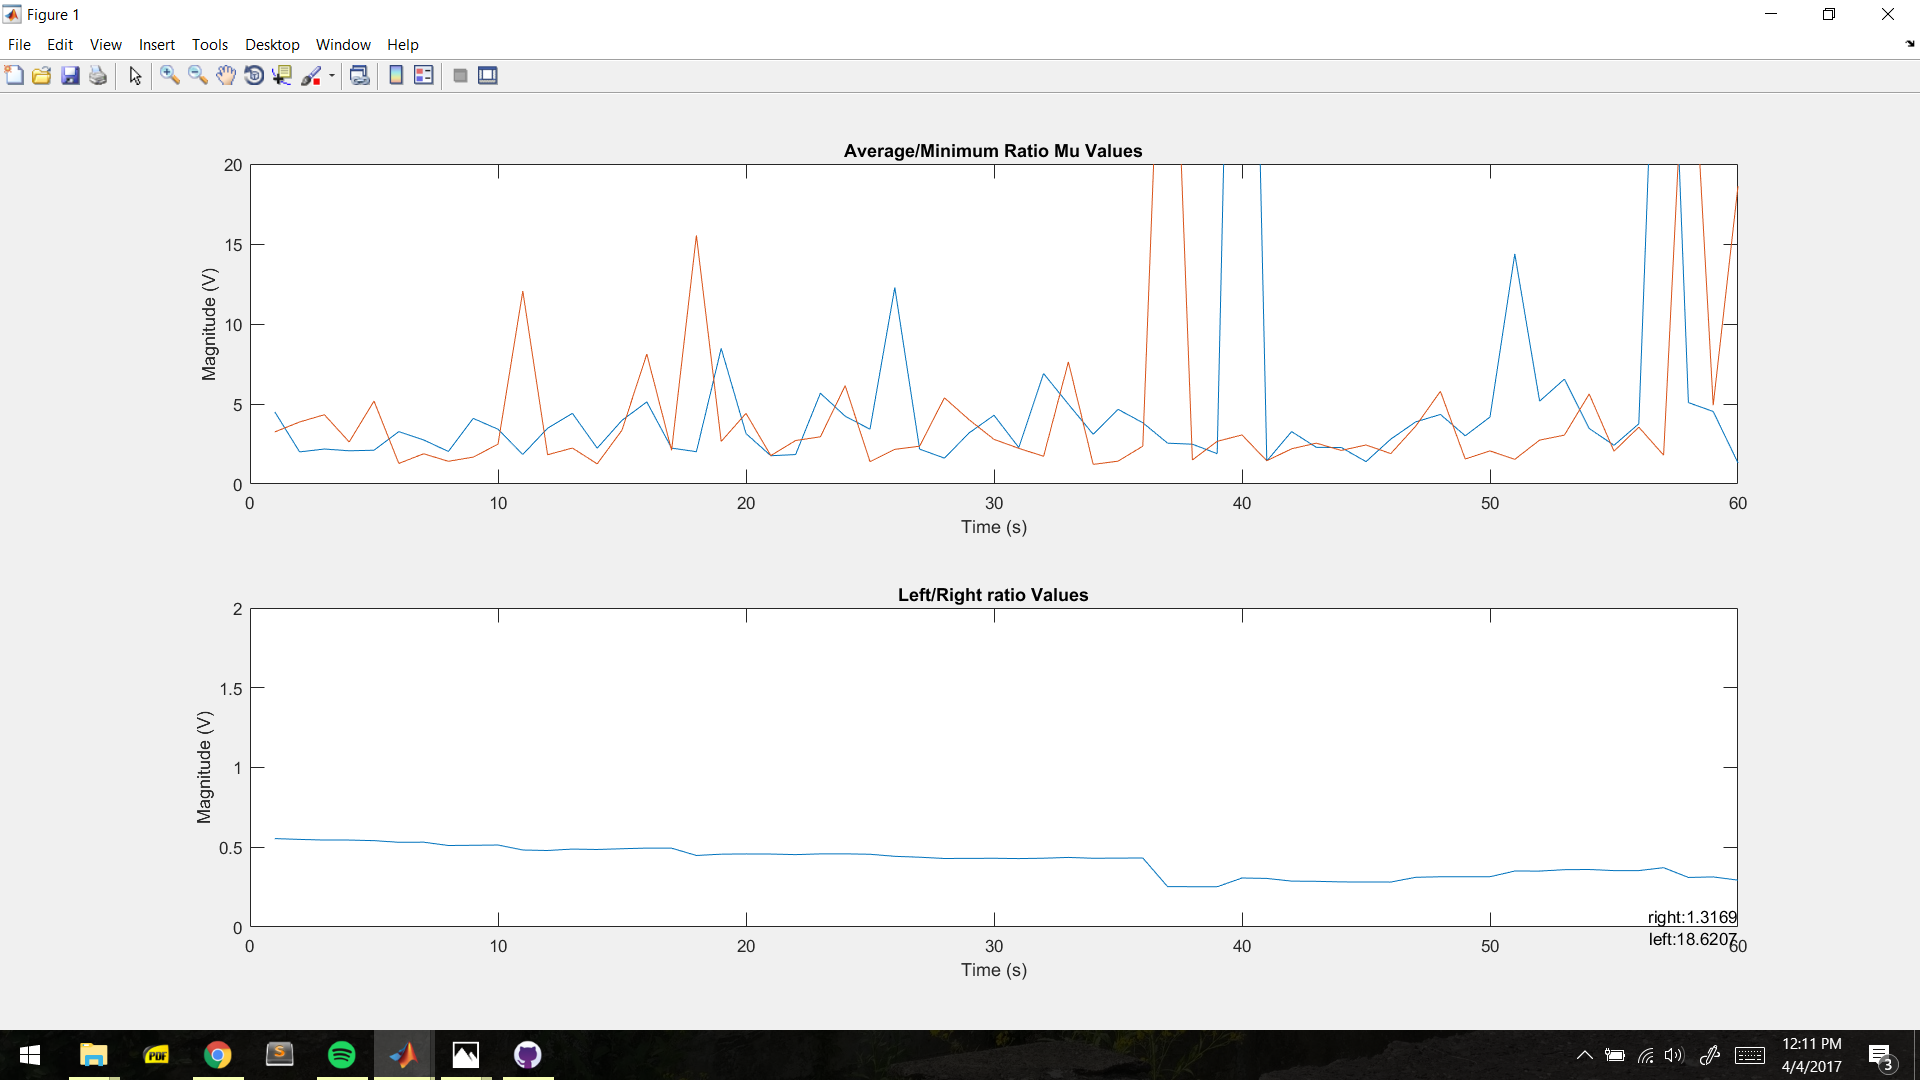 Figure 1
File Edit View Insert Tools Desktop Window Help
Average/Minimum Ratio Mu Values
20
15
10
5
0
Magnitude (V)
0 10 20 30 40 50 60
Time (s)
Left/Right ratio Values
2
1.5
1
0.5
0
Magnitude (V)
right:1.3169
left:18.6207
0 10 20 30 40 50 60
Time (s)
PDF
S
12:11 PM
4/4/2017
3